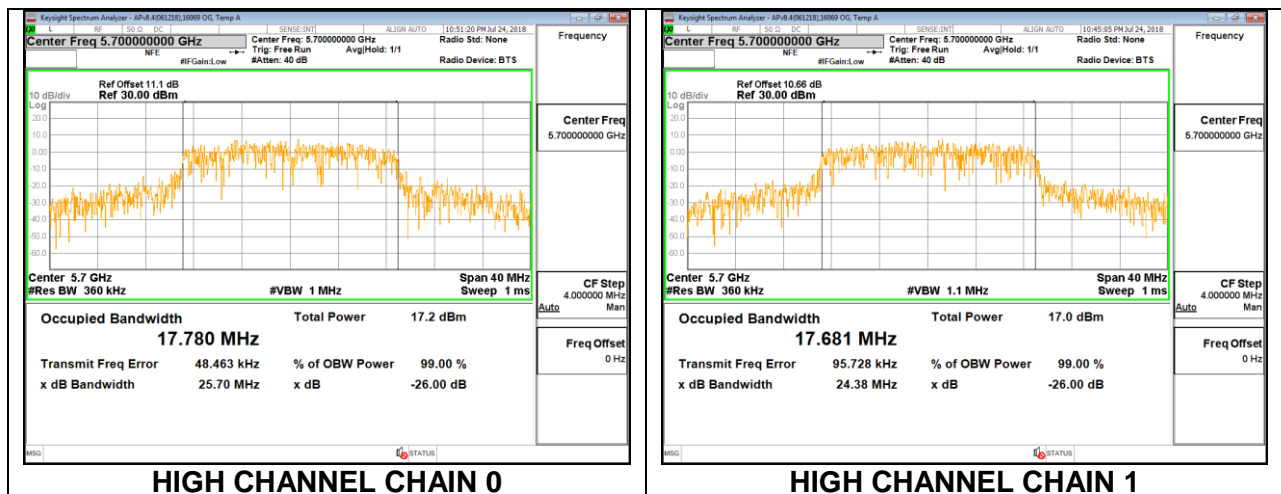 Keysight Spectrum Analyzer - APv8.4(061218),16069 OG, Temp A
L RF 50 Ω DC SENSE:INT ALIGN AUTO 10:51:20 PM Jul 24, 2018
Center Freq 5.700000000 GHz
NFE
#IFGain:Low
Center Freq: 5.700000000 GHz
Trig: Free Run Avg|Hold: 1/1
#Atten: 40 dB
Radio Std: None
Radio Device: BTS
Frequency
Ref Offset 11.1 dB
10 dB/div Ref 30.00 dBm
Log
20.0
10.0
0.00
-10.0
-20.0
-30.0
-40.0
-50.0
-60.0
Center Freq
5.700000000 GHz
Center 5.7 GHz Span 40 MHz
#Res BW 360 kHz #VBW 1 MHz Sweep 1 ms
CF Step
4.000000 MHz
Auto Man
Occupied Bandwidth Total Power 17.2 dBm
17.780 MHz
Transmit Freq Error 48.463 kHz % of OBW Power 99.00 %
x dB Bandwidth 25.70 MHz x dB -26.00 dB
Freq Offset
0 Hz
MSG STATUS
HIGH CHANNEL CHAIN 0
Keysight Spectrum Analyzer - APv8.4(061218),16069 OG, Temp A
L RF 50 Ω DC SENSE:INT ALIGN AUTO 10:45:05 PM Jul 24, 2018
Center Freq 5.700000000 GHz
NFE
#IFGain:Low
Center Freq: 5.700000000 GHz
Trig: Free Run Avg|Hold: 1/1
#Atten: 40 dB
Radio Std: None
Radio Device: BTS
Frequency
Ref Offset 10.66 dB
10 dB/div Ref 30.00 dBm
Log
20.0
10.0
0.00
-10.0
-20.0
-30.0
-40.0
-50.0
-60.0
Center Freq
5.700000000 GHz
Center 5.7 GHz Span 40 MHz
#Res BW 360 kHz #VBW 1.1 MHz Sweep 1 ms
CF Step
4.000000 MHz
Auto Man
Occupied Bandwidth Total Power 17.0 dBm
17.681 MHz
Transmit Freq Error 95.728 kHz % of OBW Power 99.00 %
x dB Bandwidth 24.38 MHz x dB -26.00 dB
Freq Offset
0 Hz
MSG STATUS
HIGH CHANNEL CHAIN 1